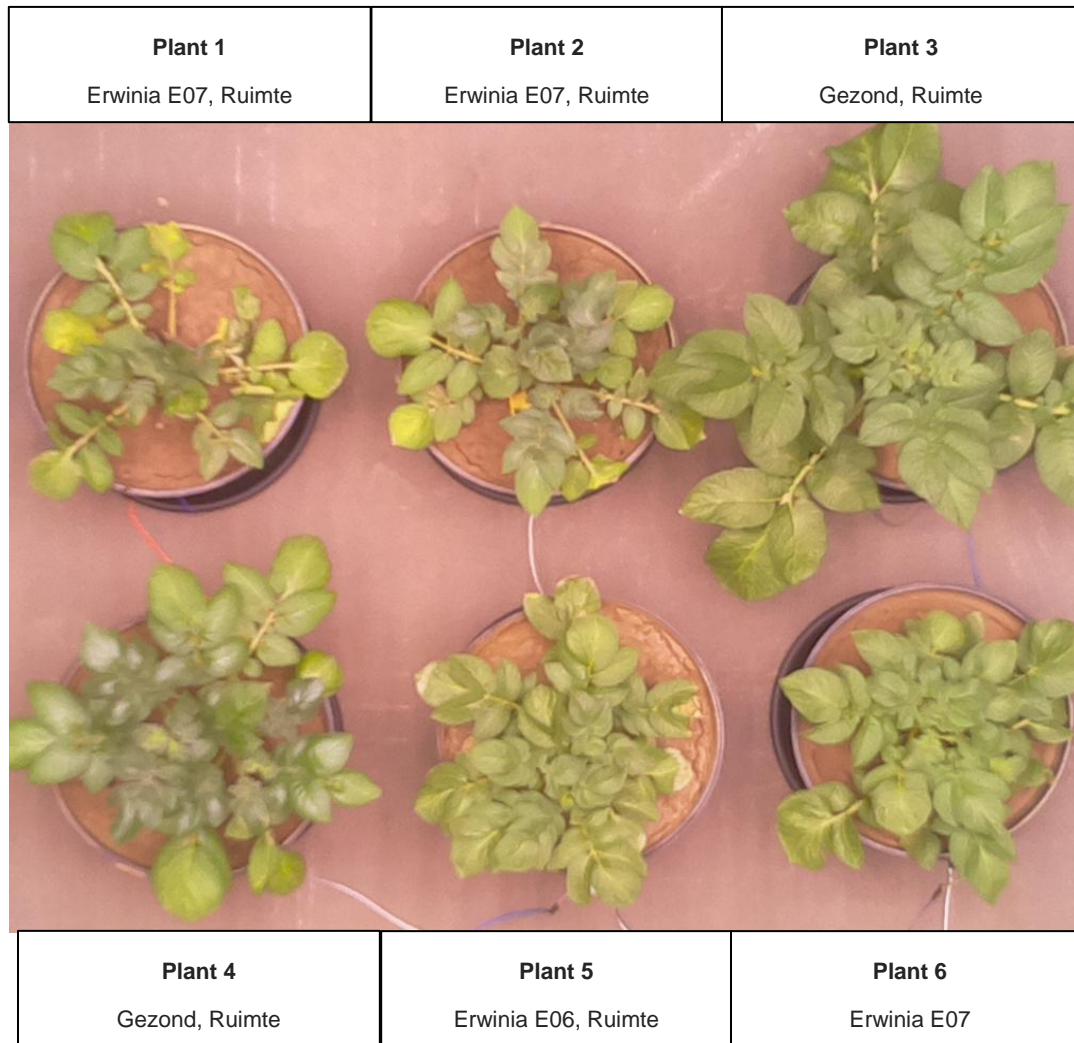 Plant 1
Erwinia E07, Ruimte
Plant 2
Erwinia E07, Ruimte
Plant 3
Gezond, Ruimte
Plant 4
Gezond, Ruimte
Plant 5
Erwinia E06, Ruimte
Plant 6
Erwinia E07